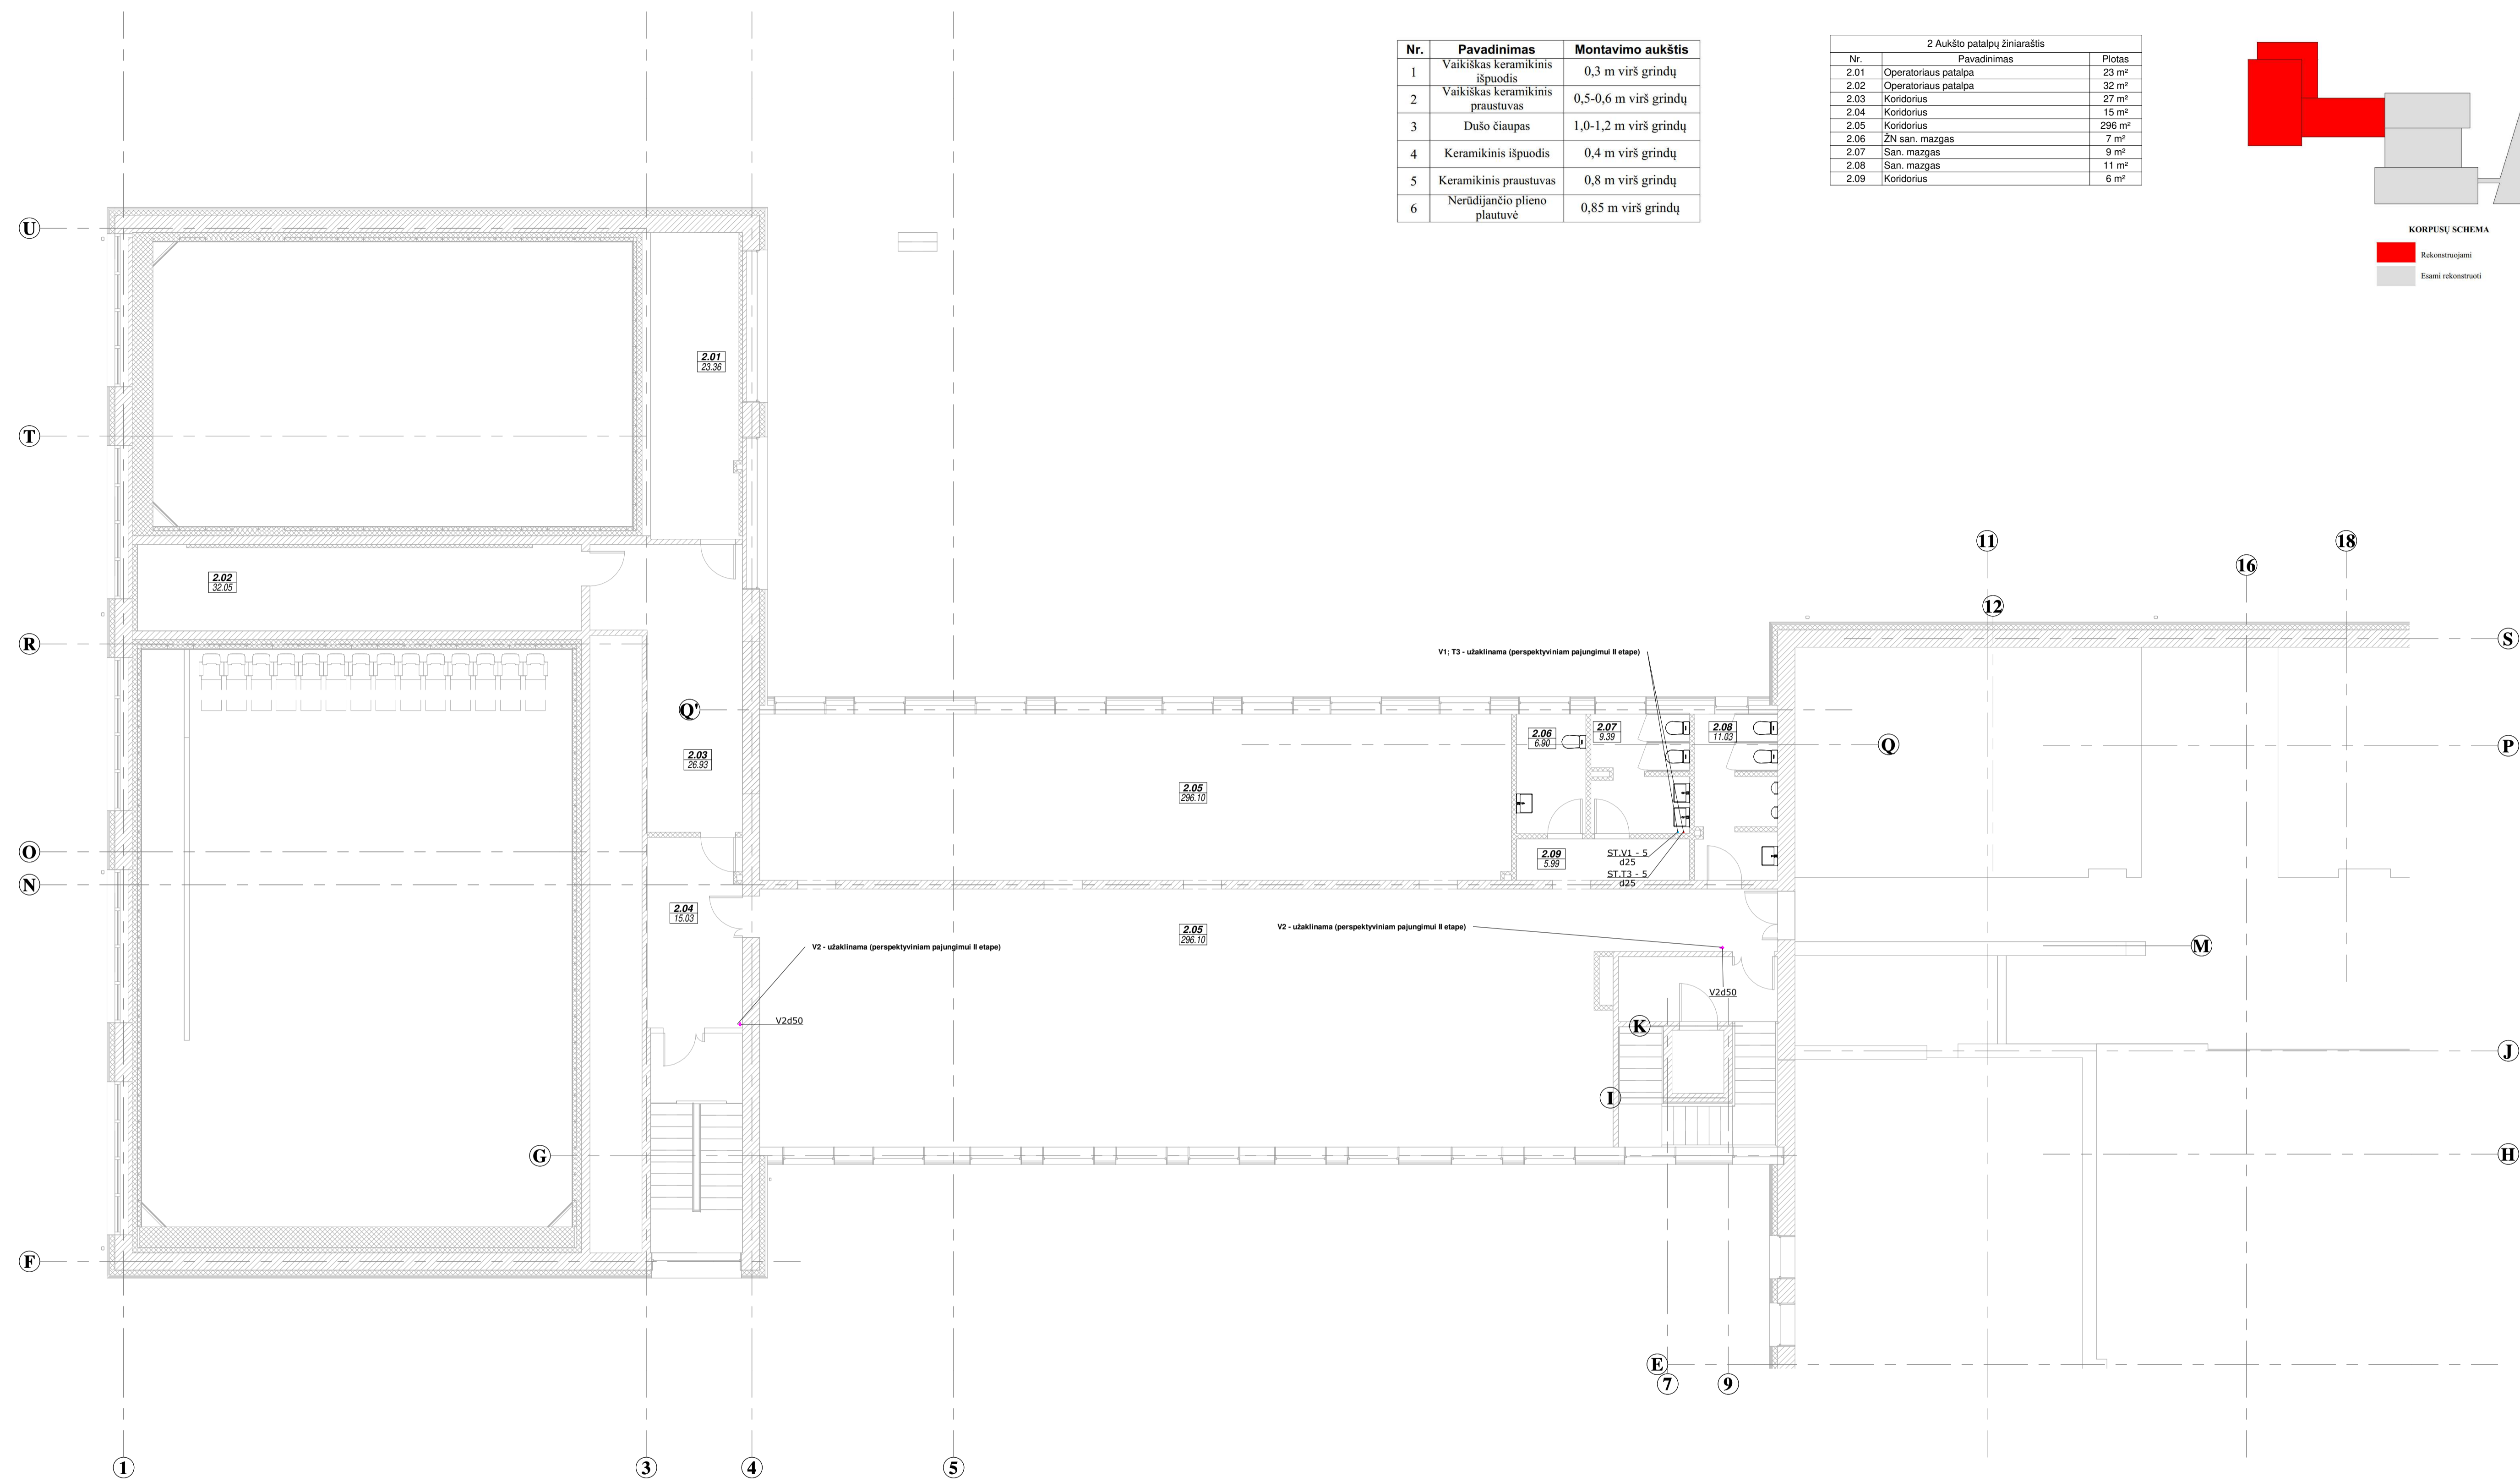 Nr. Pavadinimas Montavimo aukštis
1 Vaikiškas keramikinis išpuodis 0,3 m virš grindų
2 Vaikiškas keramikinis praustuvas 0,5-0,6 m virš grindų
3 Dušo čiaupas 1,0-1,2 m virš grindų
4 Keramikinis išpuodis 0,4 m virš grindų
5 Keramikinis praustuvas 0,8 m virš grindų
6 Nerūdijančio plieno plautuvė 0,85 m virš grindų
2 Aukšto patalpų žiniaraštis
Nr. Pavadinimas Plotas
2.01 Operatoriaus patalpa 23 m²
2.02 Operatoriaus patalpa 32 m²
2.03 Koridorius 27 m²
2.04 Koridorius 15 m²
2.05 Koridorius 296 m²
2.06 ŽN san. mazgas 7 m²
2.07 San. mazgas 9 m²
2.08 San. mazgas 11 m²
2.09 Koridorius 6 m²
KORPUSŲ SCHEMA
Rekonstruojami
Esami rekonstruoti
U
2.01
23.36
T
11
18
16
2.02
32.05
12
R
S
V1; T3 - užaklinama (perspektyviniam pajungimui II etape)
Q'
2.06
6.90
2.07
9.39
2.08
11.03
Q
P
2.03
26.93
2.05
296.10
O
2.09
5.99
ST.V1 - 5
d25
ST.T3 - 5
d25
N
2.04
15.03
2.05
296.10
V2 - užaklinama (perspektyviniam pajungimui II etape)
V2 - užaklinama (perspektyviniam pajungimui II etape)
M
V2d50
V2d50
K
J
I
G
H
F
E
7
9
1
3
4
5